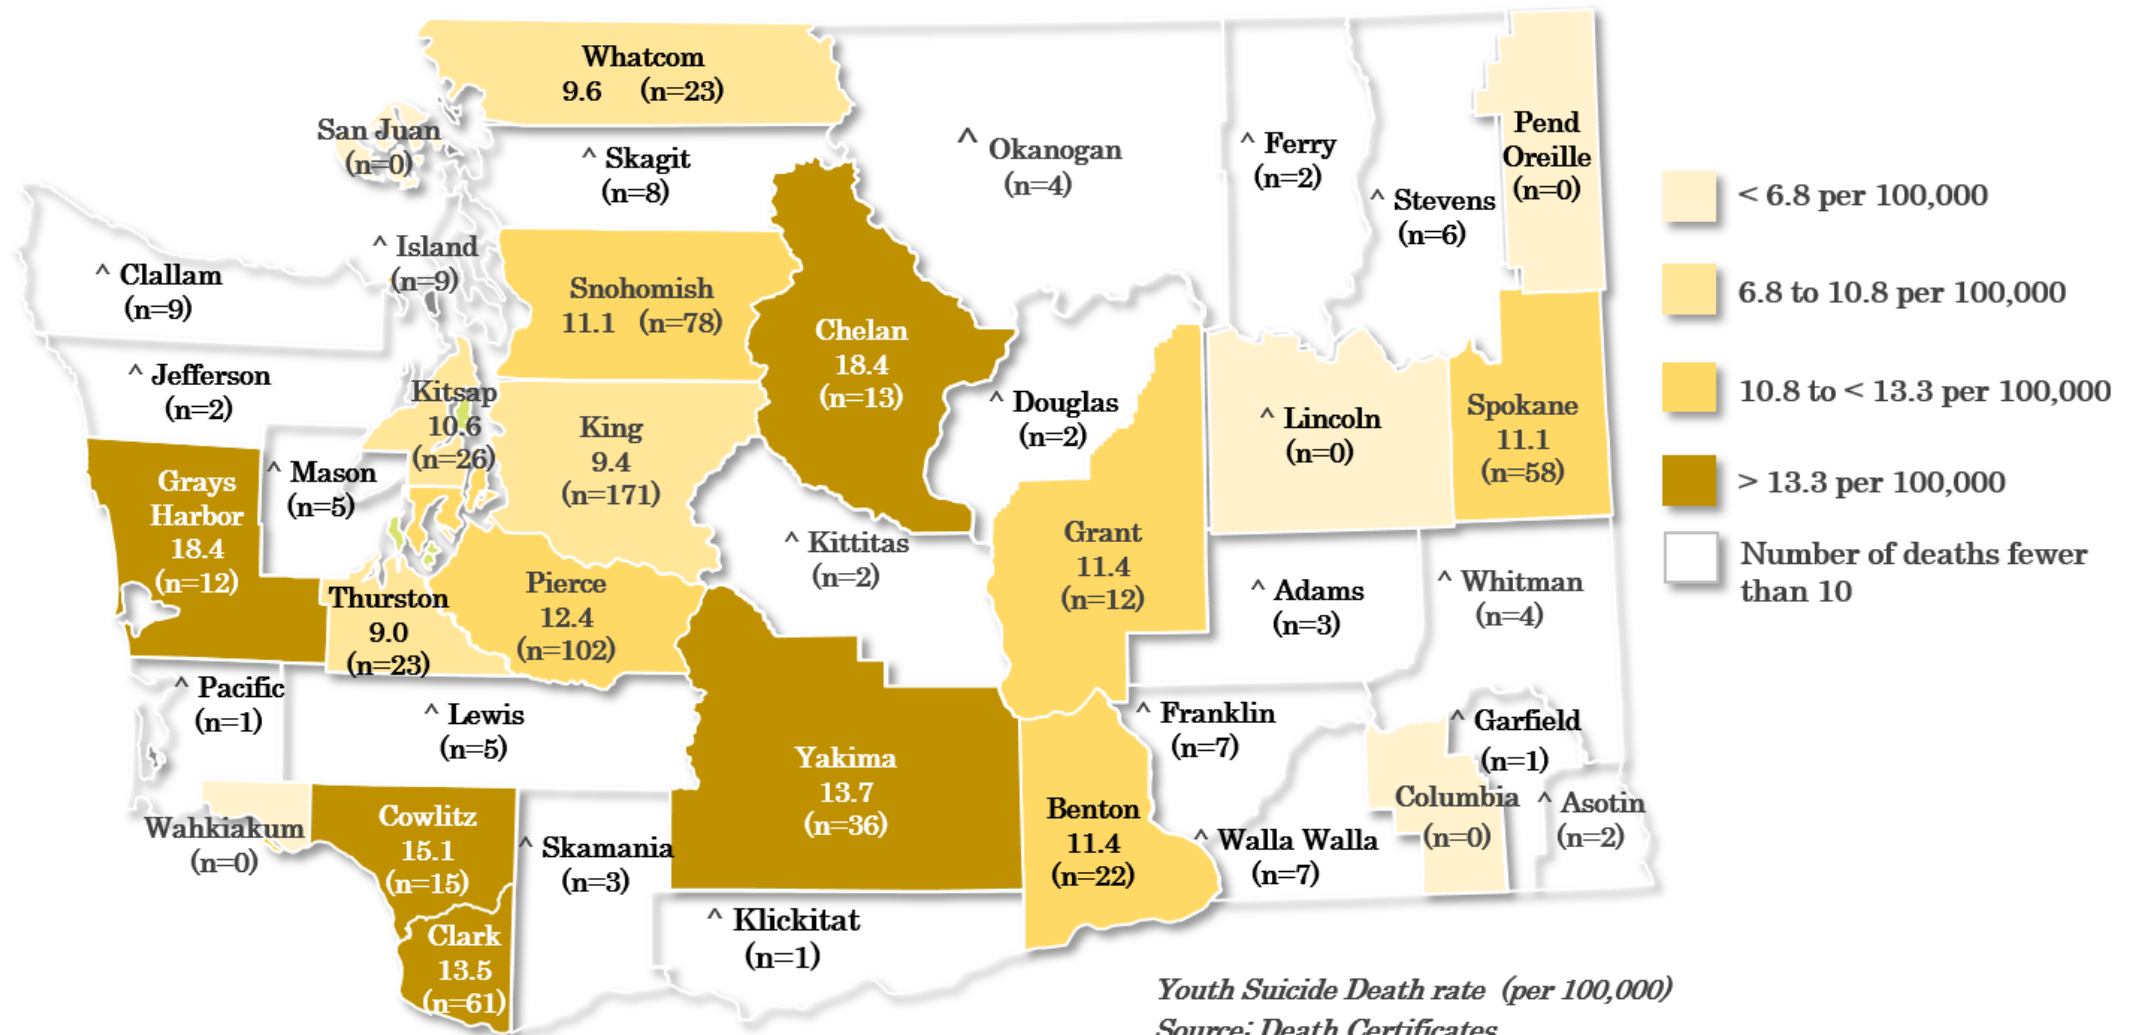 Whatcom
9.6 (n=23)
San Juan
(n=0)
^ Skagit
(n=8)
^ Okanogan
(n=4)
^ Ferry
(n=2)
^ Stevens
(n=6)
Pend
Oreille
(n=0)
^ Clallam
(n=9)
^ Island
(n=9)
Snohomish
11.1 (n=78)
Chelan
18.4
(n=13)
^ Jefferson
(n=2)
Kitsap
10.6
(n=26)
King
9.4
(n=171)
^ Douglas
(n=2)
^ Lincoln
(n=0)
Spokane
11.1
(n=58)
Grays
Harbor
18.4
(n=12)
^ Mason
(n=5)
^ Kittitas
(n=2)
Grant
11.4
(n=12)
^ Adams
(n=3)
^ Whitman
(n=4)
Thurston
9.0
(n=23)
Pierce
12.4
(n=102)
^ Pacific
(n=1)
^ Lewis
(n=5)
Yakima
13.7
(n=36)
^ Franklin
(n=7)
^ Garfield
(n=1)
Wahkiakum
(n=0)
Cowlitz
15.1
(n=15)
^ Skamania
(n=3)
Benton
11.4
(n=22)
^ Walla Walla
(n=7)
Columbia
(n=0)
^ Asotin
(n=2)
Clark
13.5
(n=61)
^ Klickitat
(n=1)
< 6.8 per 100,000
6.8 to 10.8 per 100,000
10.8 to < 13.3 per 100,000
> 13.3 per 100,000
Number of deaths fewer
than 10
Youth Suicide Death rate (per 100,000)
Source: Death Certificates